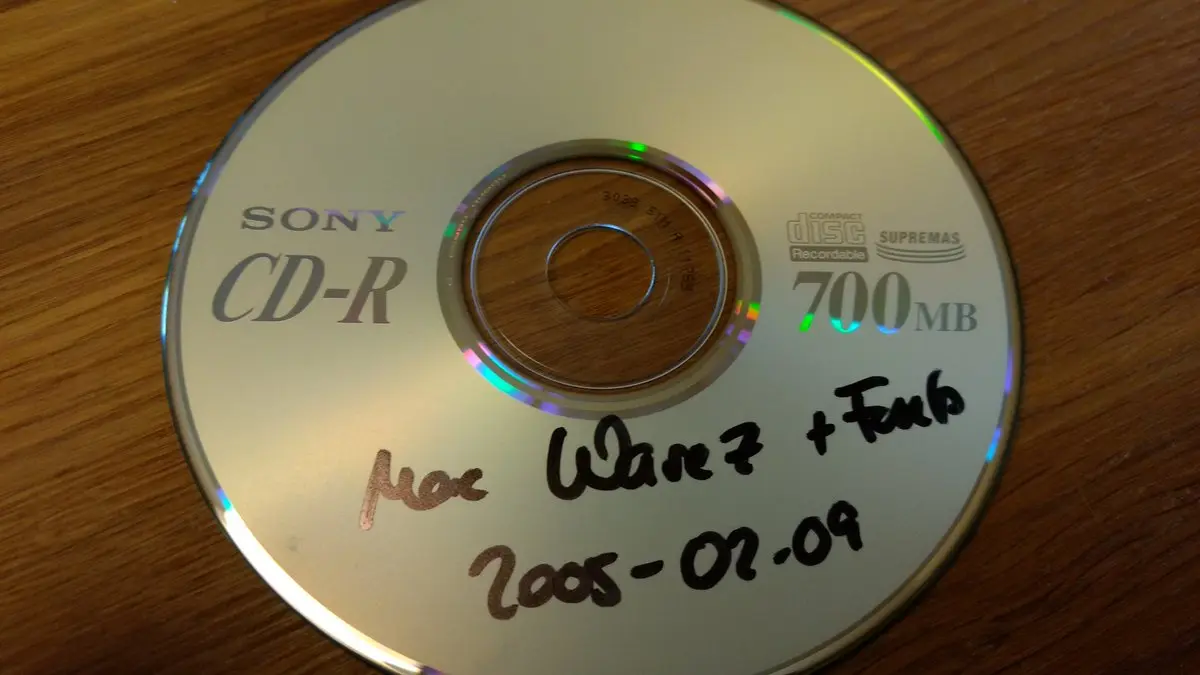 SONY
CD-R
COMPACT
disc
Recordable
SUPREMAS
700MB
Mac Warez + Fonts
2005-02-09